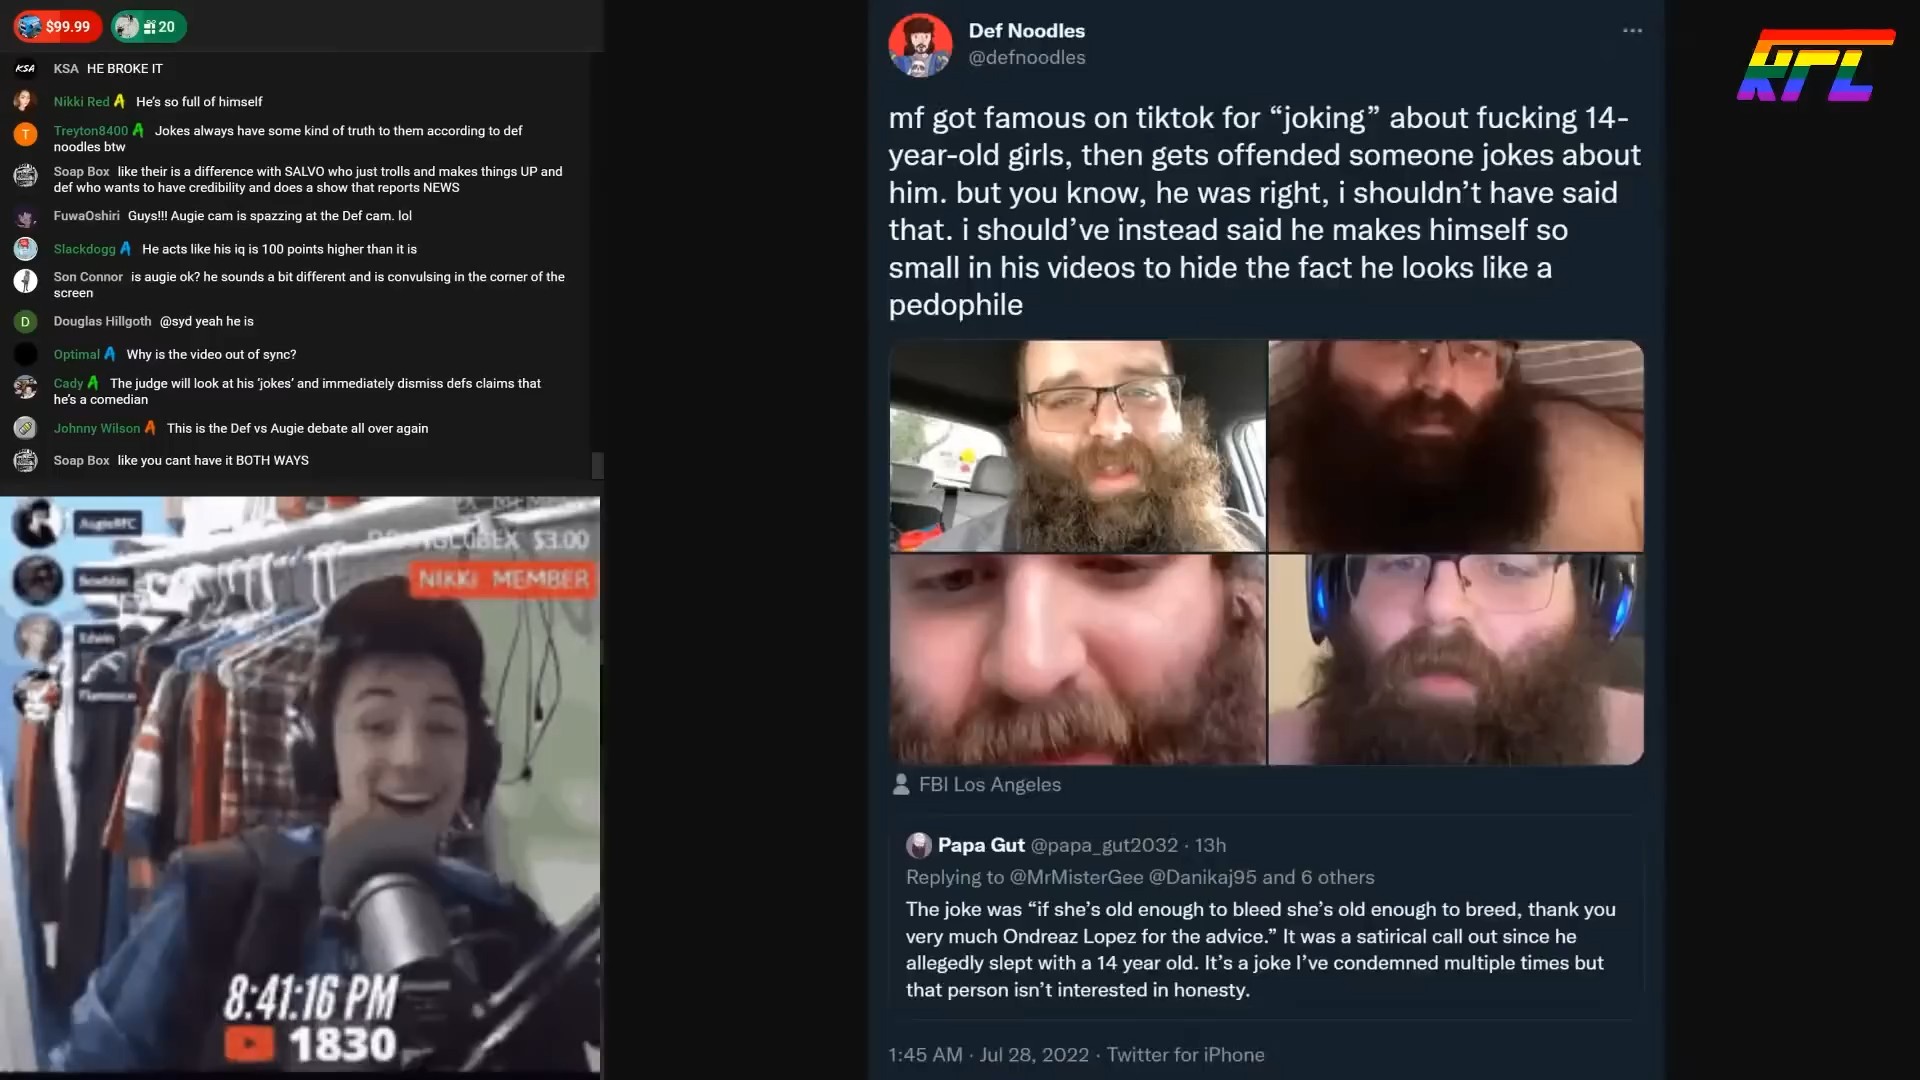 $99.99
20
KSA HE BROKE IT
Nikki Red He's so full of himself
Treyton8400 Jokes always have some kind of truth to them according to def
noodles btw
Soap Box like their is a difference with SALVO who just trolls and makes things UP and
def who wants to have credibility and does a show that reports NEWS
FuwaOshiri Guys!!! Augie cam is spazzing at the Def cam. lol
Slackdogg He acts like his iq is 100 points higher than it is
Son Connor is augie ok? he sounds a bit different and is convulsing in the corner of the
screen
Douglas Hillgoth @syd yeah he is
Optimal Why is the video out of sync?
Cady The judge will look at his 'jokes' and immediately dismiss defs claims that
he's a comedian
Johnny Wilson This is the Def vs Augie debate all over again
Soap Box like you cant have it BOTH WAYS
AugieRFC
Edwin
$3.00
NIKKI MEMBER
8:41:16 PM
1830
Def Noodles
@defnoodles
mf got famous on tiktok for “joking” about fucking 14-
year-old girls, then gets offended someone jokes about
him. but you know, he was right, i shouldn’t have said
that. i should’ve instead said he makes himself so
small in his videos to hide the fact he looks like a
pedophile
FBI Los Angeles
Papa Gut @papa_gut2032 · 13h
Replying to @MrMisterGee @Danikaj95 and 6 others
The joke was “if she’s old enough to bleed she’s old enough to breed, thank you
very much Ondreaz Lopez for the advice.” It was a satirical call out since he
allegedly slept with a 14 year old. It’s a joke I’ve condemned multiple times but
that person isn’t interested in honesty.
1:45 AM · Jul 28, 2022 · Twitter for iPhone